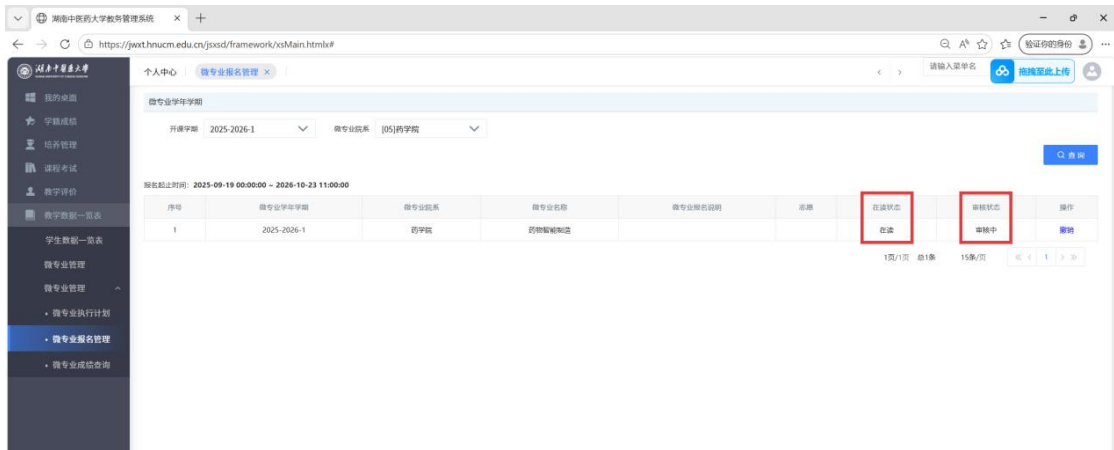 湖南中医药大学教务管理系统
https://jwxt.hnucm.edu.cn/jsxsd/framework/xsMain.htmlx#
验证你的身份
湖南中医药大学
个人中心
微专业报名管理
请输入菜单名
拖拽至此上传
我的桌面
学籍成绩
培养管理
课程考试
教学评价
教学数据一览表
学生数据一览表
微专业管理
微专业管理
• 微专业执行计划
• 微专业报名管理
• 微专业成绩查询
微专业学年学期
开课学期 2025-2026-1 微专业院系 [05]药学院
查询
报名起止时间: 2025-09-19 00:00:00 ~ 2026-10-23 11:00:00
序号 微专业学年学期 微专业院系 微专业名称 微专业报名说明 志愿 在读状态 审核状态 操作
1 2025-2026-1 药学院 药物智能制造 在读 审核中 撤销
1页/1页 总1条 15条/页 1